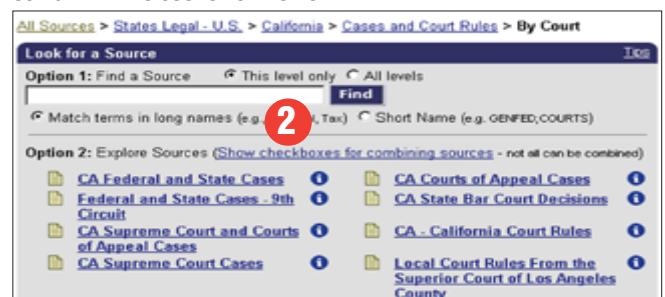 All Sources > States Legal - U.S. > California > Cases and Court Rules > By Court
Look for a Source Tips
Option 1: Find a Source This level only All levels
Find
Match terms in long names (e.g., Tax) Short Name (e.g. GENFED,COURTS)
2
Option 2: Explore Sources (Show checkboxes for combining sources - not all can be combined)
CA Federal and State Cases
CA Courts of Appeal Cases
Federal and State Cases - 9th
Circuit
CA State Bar Court Decisions
CA Supreme Court and Courts
of Appeal Cases
CA - California Court Rules
CA Supreme Court Cases
Local Court Rules From the
Superior Court of Los Angeles
County